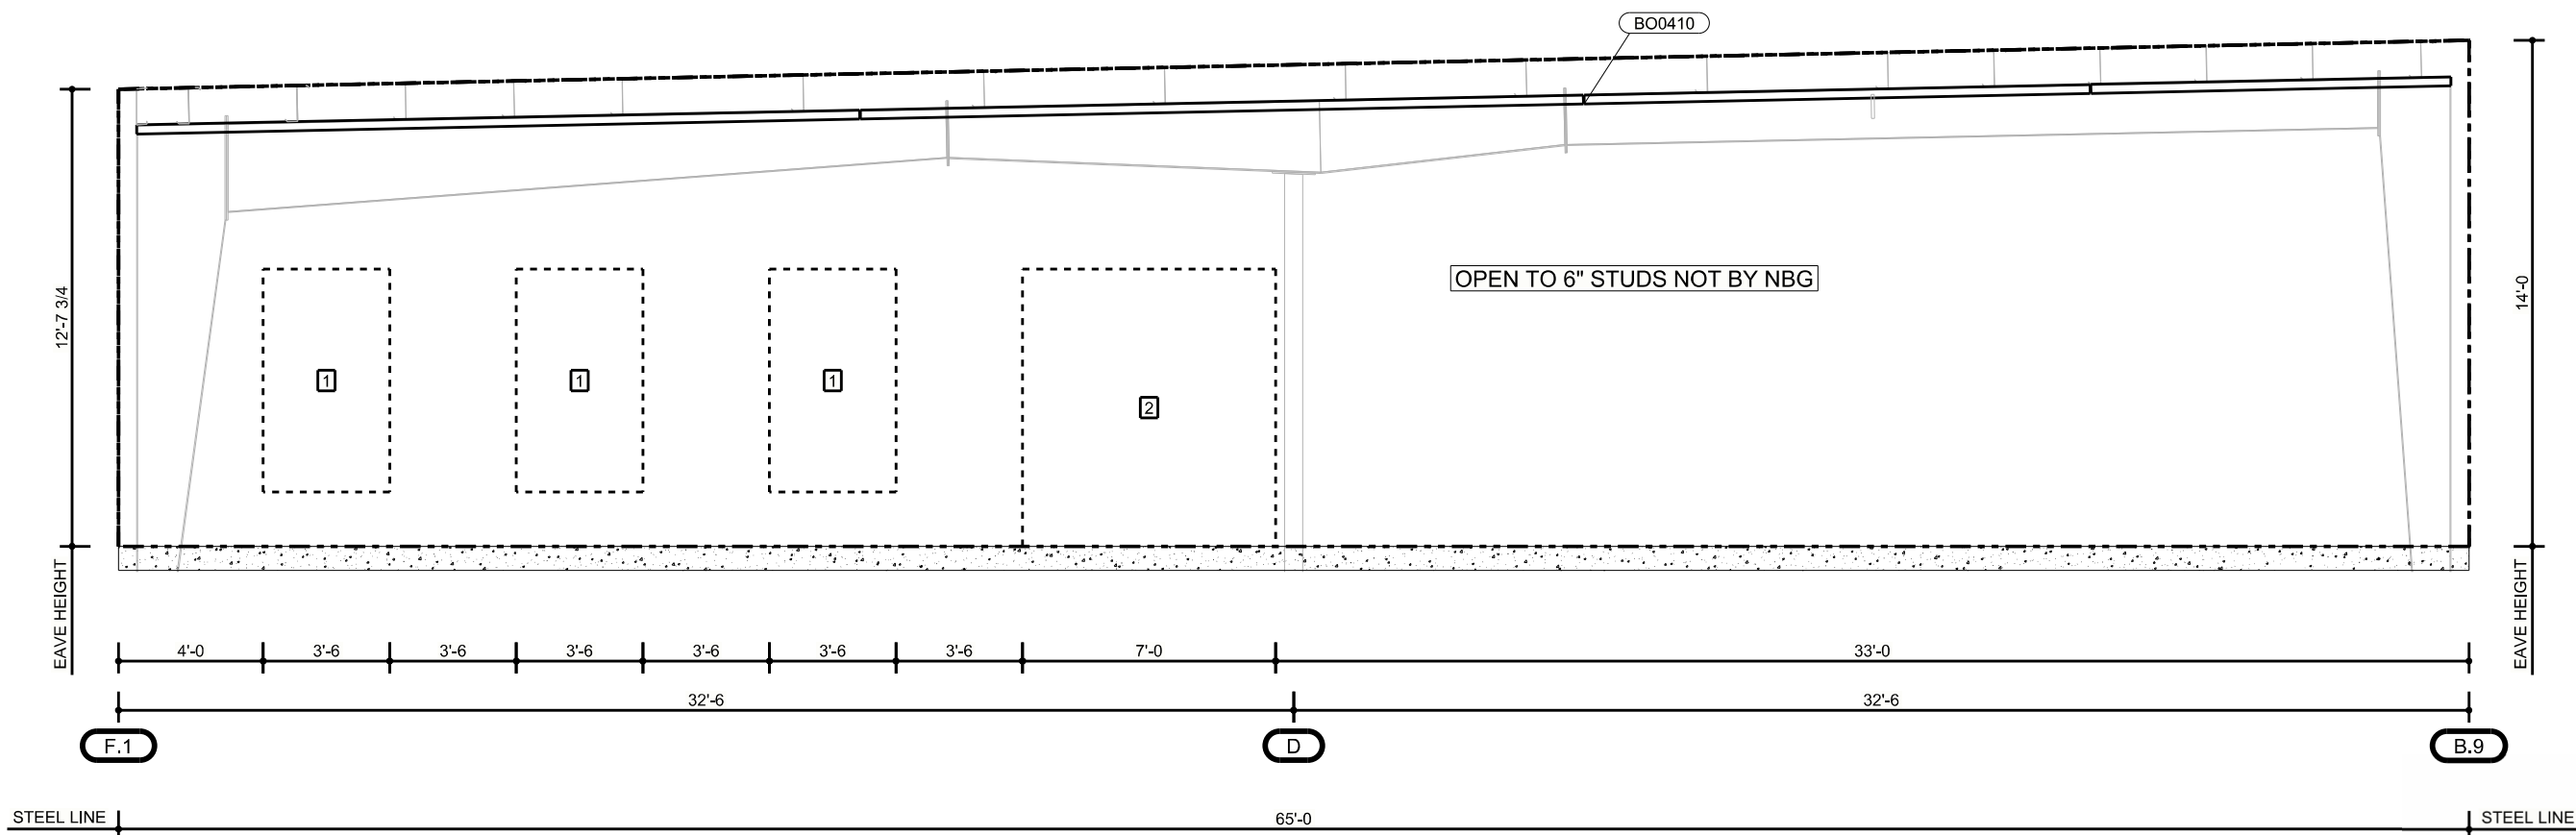 BO0410
12'-7 3/4
14'-0
OPEN TO 6" STUDS NOT BY NBG
1
1
1
2
EAVE HEIGHT
EAVE HEIGHT
4'-0
3'-6
3'-6
3'-6
3'-6
3'-6
3'-6
7'-0
33'-0
32'-6
32'-6
F.1
D
B.9
STEEL LINE
65'-0
STEEL LINE